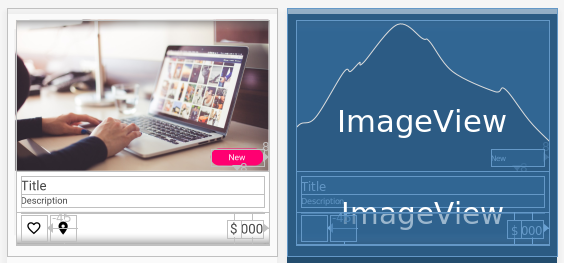 New
Title
Description
$ 000
ImageView
New
Title
Description
ImageView
$ 000